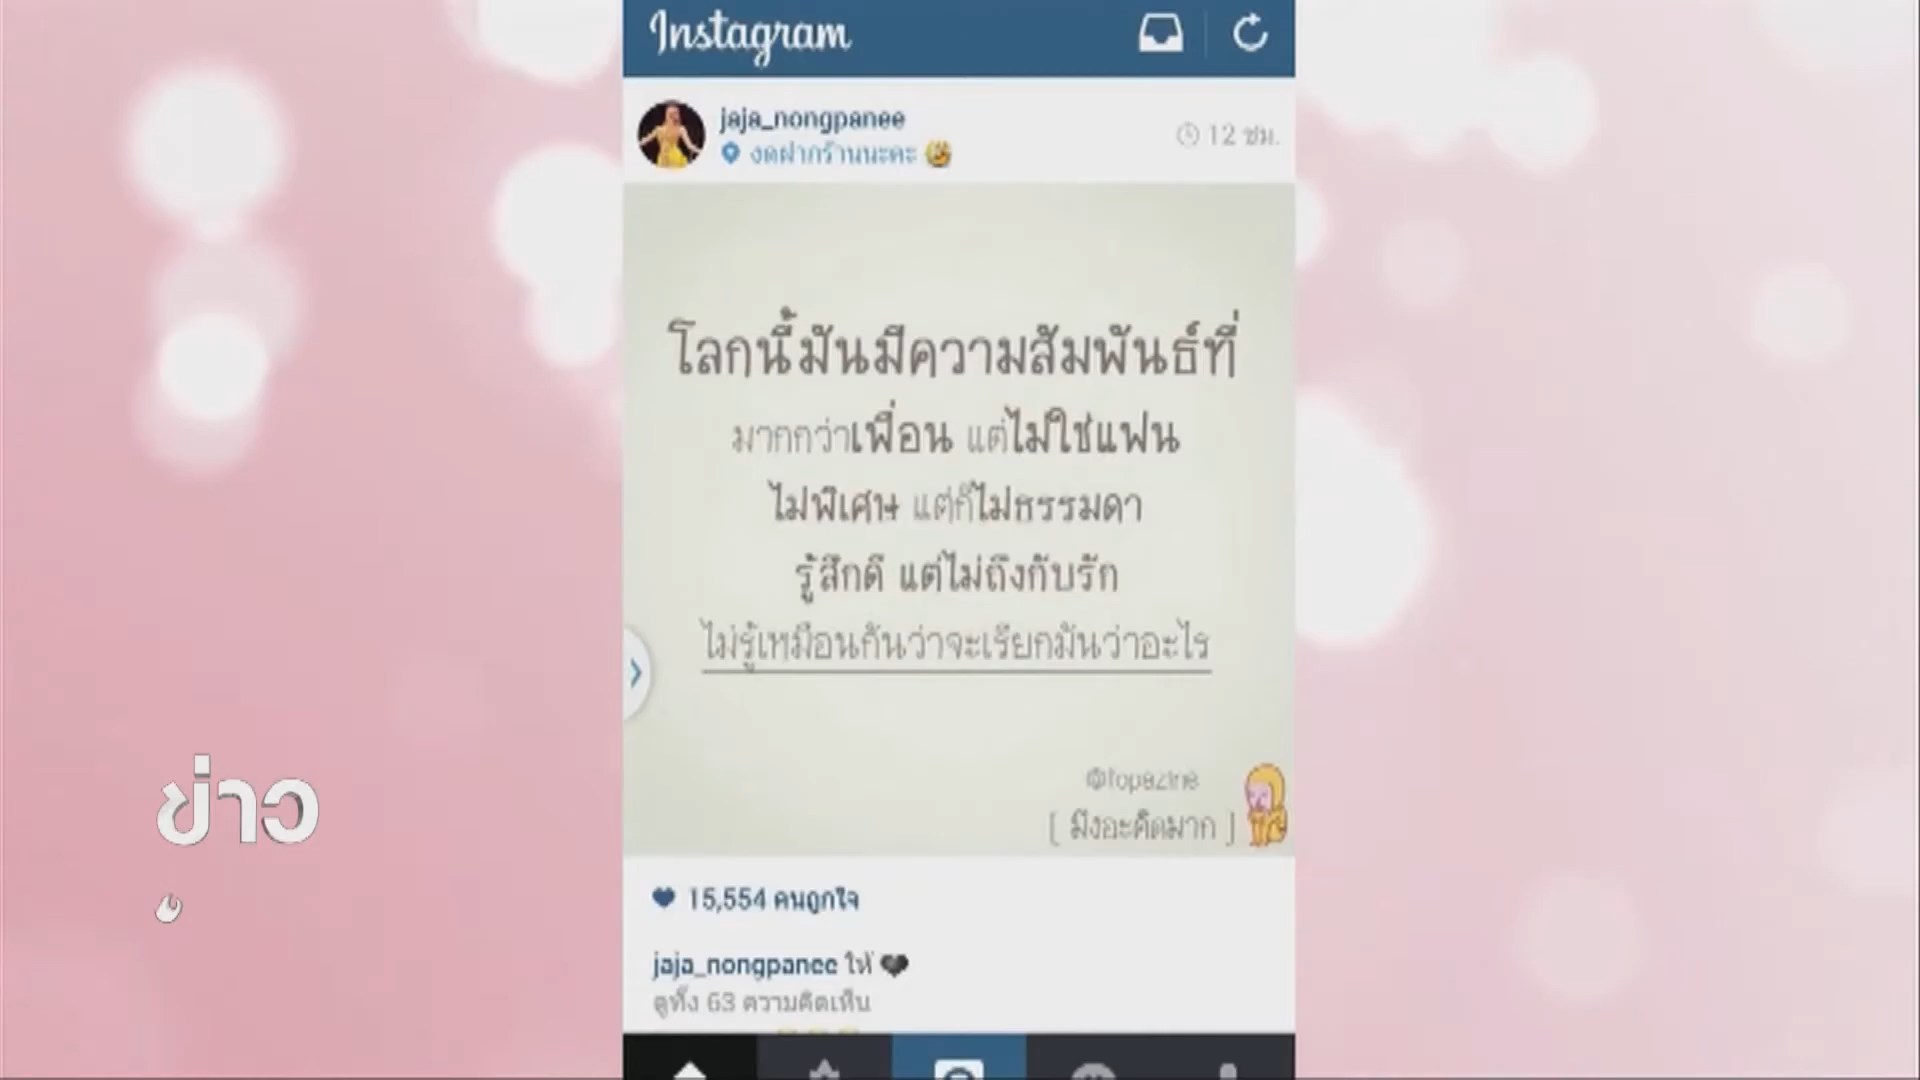 Instagram
jaja_nongpanee
งดฝากร้านนะคะ
12 ชม.
โลกนี้มันมีความสัมพันธ์ที่
มากกว่าเพื่อน แต่ไม่ใช่แฟน
ไม่พิเศษ แต่ก็ไม่ธรรมดา
รู้สึกดี แต่ไม่ถึงกับรัก
ไม่รู้เหมือนกันว่าจะเรียกมันว่าอะไร
[ มึงอะคิดมาก ]
15,554 คนถูกใจ
jaja_nongpanee ให้
ดูทั้ง 63 ความคิดเห็น
ข่าว